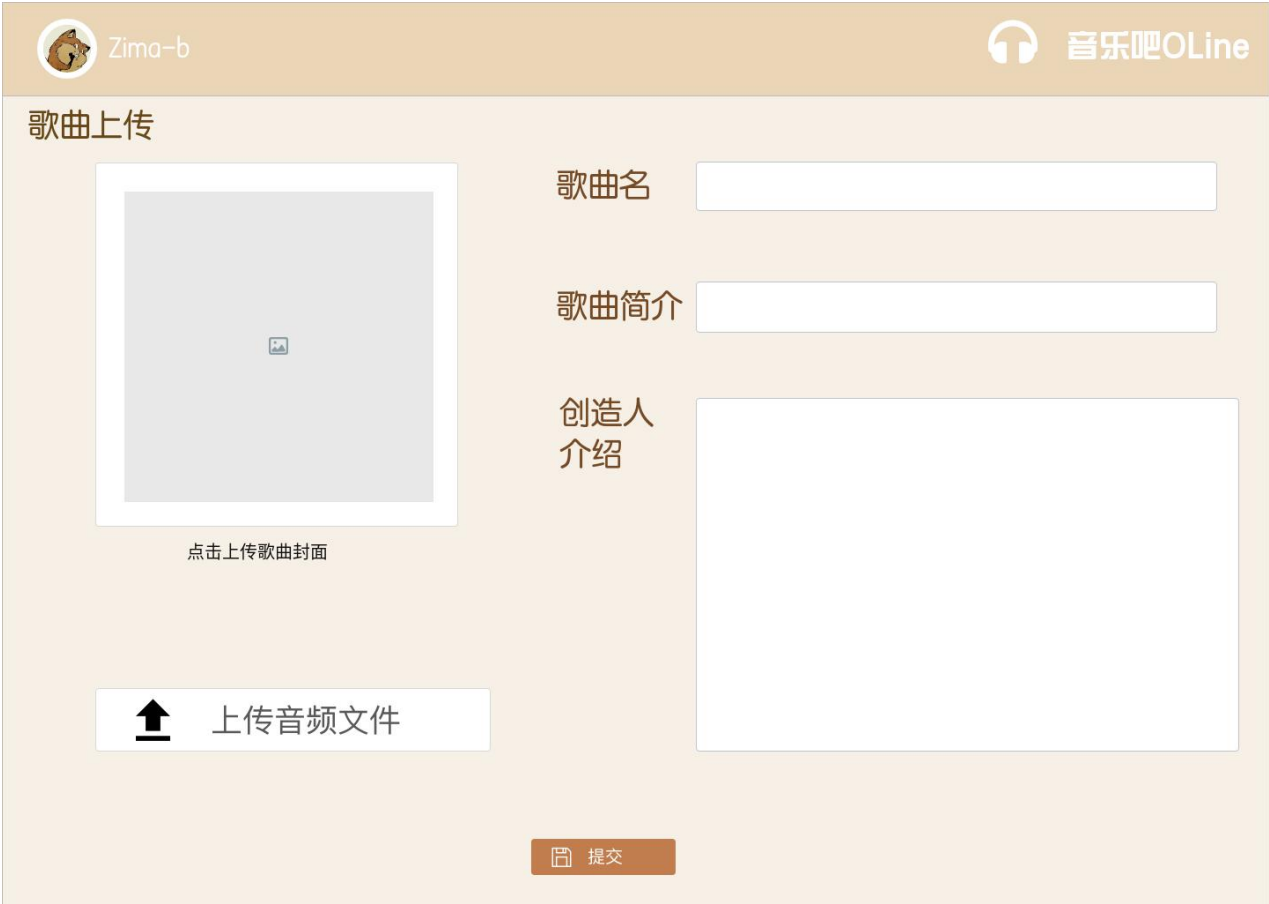 Zima-b
音乐吧OLine
歌曲上传
歌曲名
歌曲简介
创造人
介绍
点击上传歌曲封面
上传音频文件
提交